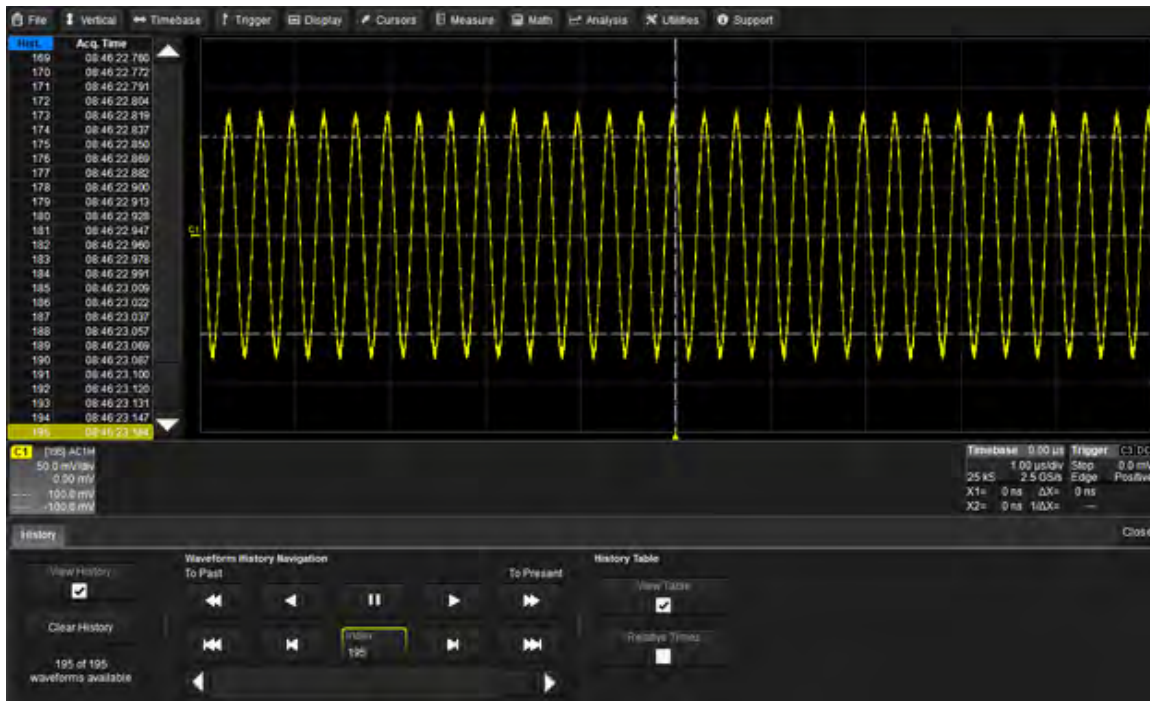 File Vertical Timebase Trigger Display Cursors Measure Math Analysis Utilities Support
Hist. Acq. Time
169 08:46:22.760
170 08:46:22.772
171 08:46:22.791
172 08:46:22.804
173 08:46:22.819
174 08:46:22.837
175 08:46:22.850
176 08:46:22.869
177 08:46:22.882
178 08:46:22.900
179 08:46:22.913
180 08:46:22.928
181 08:46:22.947
182 08:46:22.960
183 08:46:22.978
184 08:46:22.991
185 08:46:23.009
186 08:46:23.022
187 08:46:23.037
188 08:46:23.057
189 08:46:23.069
190 08:46:23.087
191 08:46:23.100
192 08:46:23.120
193 08:46:23.131
194 08:46:23.147
195
C1
C1 [195] AC1M
50.0 mV/div
0.00 mV
100.0 mV
-100.0 mV
Timebase 0.00 µs Trigger C3 DC
1.00 µs/div Stop 0.0 mV
25 kS 2.5 GS/s Edge Positive
X1= 0 ns ΔX= 0 ns
X2= 0 ns 1/ΔX= ---
History
Close
Waveform History Navigation
History Table
View History
To Past
To Present
View Table
Clear History
Index
195
Relative Times
195 of 195
waveforms available